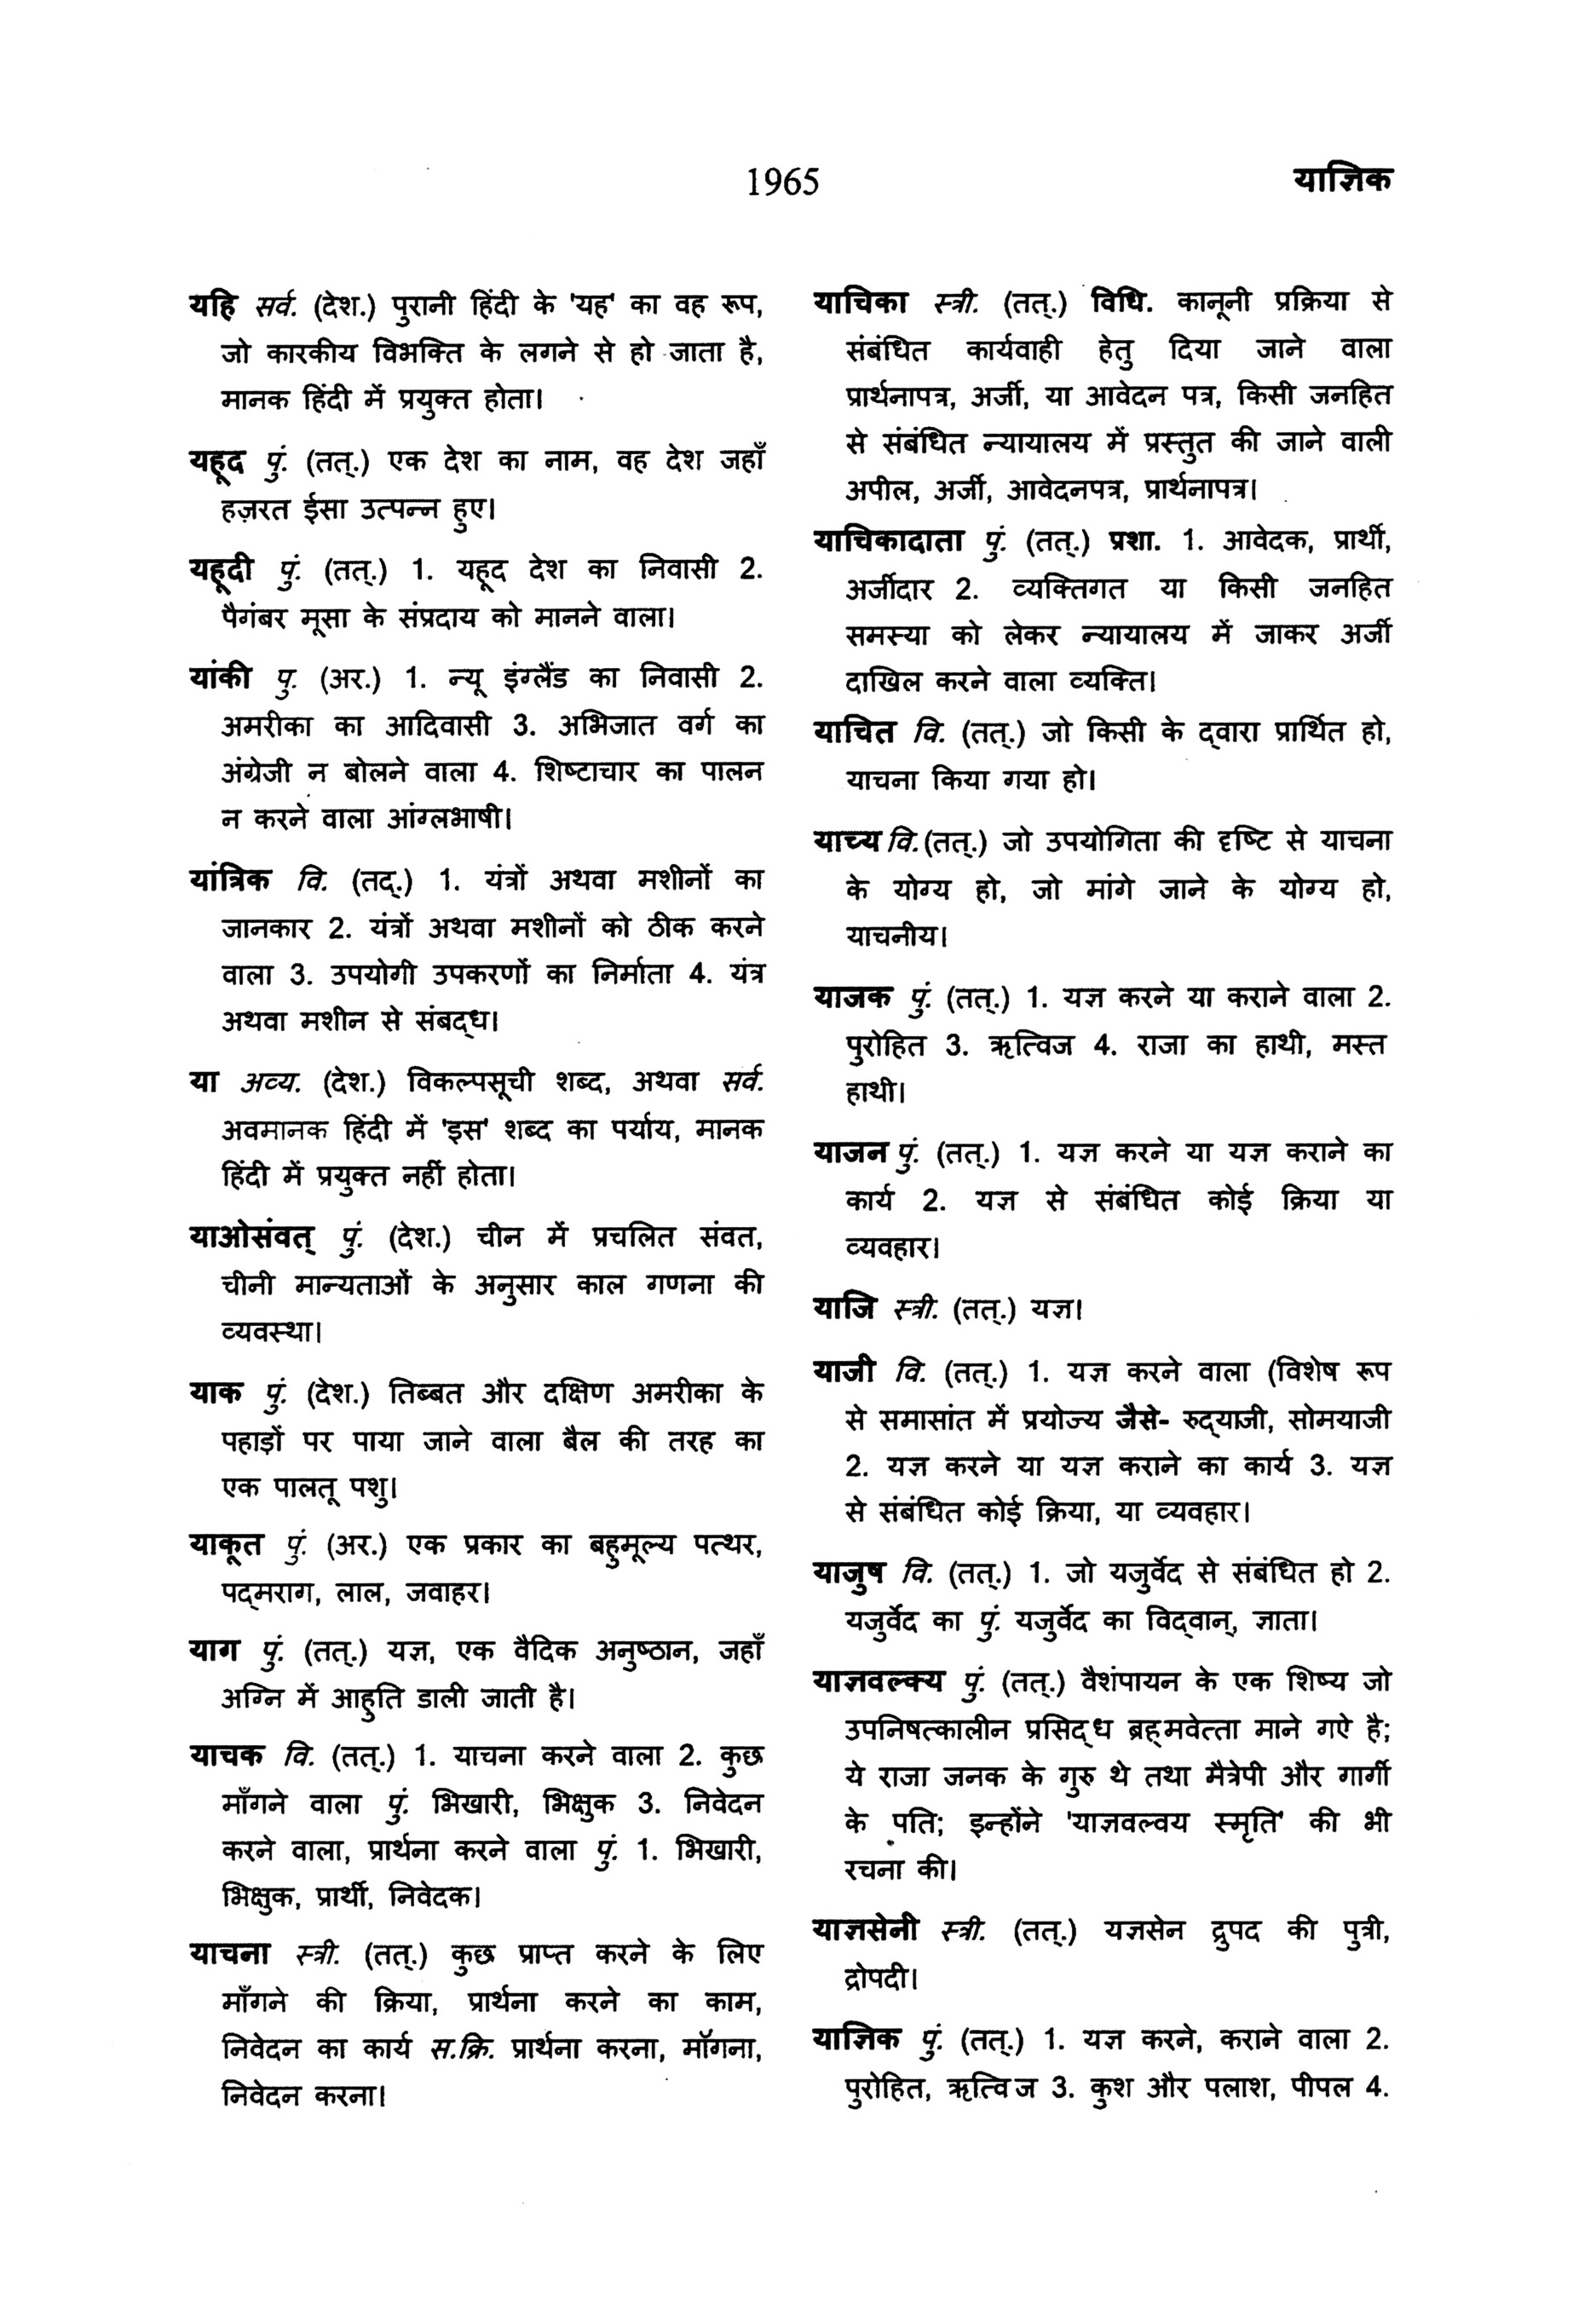 1965
याज्ञिक
यहि सर्व. (देश.) पुरानी हिंदी के 'यह' का वह रूप,
जो कारकीय विभक्ति के लगने से हो जाता है,
मानक हिंदी में प्रयुक्त होता।
यहूद पुं. (तत्.) एक देश का नाम, वह देश जहाँ
हज़रत ईसा उत्पन्न हुए।
यहूदी पुं. (तत्.) 1. यहूद देश का निवासी 2.
पैगंबर मूसा के संप्रदाय को मानने वाला।
यांकी पु. (अर.) 1. न्यू इंग्लैंड का निवासी 2.
अमरीका का आदिवासी 3. अभिजात वर्ग का
अंग्रेजी न बोलने वाला 4. शिष्टाचार का पालन
न करने वाला आंग्लभाषी।
यांत्रिक वि. (तद्.) 1. यंत्रों अथवा मशीनों का
जानकार 2. यंत्रों अथवा मशीनों को ठीक करने
वाला 3. उपयोगी उपकरणों का निर्माता 4. यंत्र
अथवा मशीन से संबद्ध।
या अव्य. (देश.) विकल्पसूची शब्द, अथवा सर्व.
अवमानक हिंदी में 'इस' शब्द का पर्याय, मानक
हिंदी में प्रयुक्त नहीं होता।
याओसंवत् पुं. (देश.) चीन में प्रचलित संवत,
चीनी मान्यताओं के अनुसार काल गणना की
व्यवस्था।
याक पुं. (देश.) तिब्बत और दक्षिण अमरीका के
पहाड़ों पर पाया जाने वाला बैल की तरह का
एक पालतू पशु।
याकूत पुं. (अर.) एक प्रकार का बहुमूल्य पत्थर,
पद्मराग, लाल, जवाहर।
याग पुं. (तत्.) यज्ञ, एक वैदिक अनुष्ठान, जहाँ
अग्नि में आहुति डाली जाती है।
याचक वि. (तत्.) 1. याचना करने वाला 2. कुछ
माँगने वाला पुं. भिखारी, भिक्षुक 3. निवेदन
करने वाला, प्रार्थना करने वाला पुं. 1. भिखारी,
भिक्षुक, प्रार्थी, निवेदक।
याचना स्त्री. (तत्.) कुछ प्राप्त करने के लिए
माँगने की क्रिया, प्रार्थना करने का काम,
निवेदन का कार्य स.क्रि. प्रार्थना करना, मॉगना,
निवेदन करना।
याचिका स्त्री. (तत्.) विधि. कानूनी प्रक्रिया से
संबंधित कार्यवाही हेतु दिया जाने वाला
प्रार्थनापत्र, अर्जी, या आवेदन पत्र, किसी जनहित
से संबंधित न्यायालय में प्रस्तुत की जाने वाली
अपील, अर्जी, आवेदनपत्र, प्रार्थनापत्र।
याचिकादाता पुं. (तत्.) प्रशा. 1. आवेदक, प्रार्थी,
अर्जीदार 2. व्यक्तिगत या किसी जनहित
समस्या को लेकर न्यायालय में जाकर अर्जी
दाखिल करने वाला व्यक्ति।
याचित वि. (तत्.) जो किसी के द्वारा प्रार्थित हो,
याचना किया गया हो।
याच्य वि. (तत्.) जो उपयोगिता की दृष्टि से याचना
के योग्य हो, जो मांगे जाने के योग्य हो,
याचनीय।
याजक पुं. (तत्.) 1. यज्ञ करने या कराने वाला 2.
पुरोहित 3. ऋत्विज 4. राजा का हाथी, मस्त
हाथी।
याजन पुं. (तत्.) 1. यज्ञ करने या यज्ञ कराने का
कार्य 2. यज्ञ से संबंधित कोई क्रिया या
व्यवहार।
याजि स्त्री. (तत्.) यज्ञ।
याजी वि. (तत्.) 1. यज्ञ करने वाला (विशेष रूप
से समासांत में प्रयोज्य जैसे- रुद्याजी, सोमयाजी
2. यज्ञ करने या यज्ञ कराने का कार्य 3. यज्ञ
से संबंधित कोई क्रिया, या व्यवहार।
याजुष वि. (तत्.) 1. जो यजुर्वेद से संबंधित हो 2.
यजुर्वेद का पुं. यजुर्वेद का विद्वान्, ज्ञाता।
याज्ञवल्क्य पुं. (तत्.) वैशंपायन के एक शिष्य जो
उपनिषत्कालीन प्रसिद्ध ब्रह्मवेत्ता माने गऐ है;
ये राजा जनक के गुरु थे तथा मैत्रेपी और गार्गी
के पति; इन्होंने 'याज्ञवल्वय स्मृति' की भी
रचना की।
याज्ञसेनी स्त्री. (तत्.) यज्ञसेन द्रुपद की पुत्री,
द्रोपदी।
याज्ञिक पुं. (तत्.) 1. यज्ञ करने, कराने वाला 2.
पुरोहित, ऋत्विज 3. कुश और पलाश, पीपल 4.